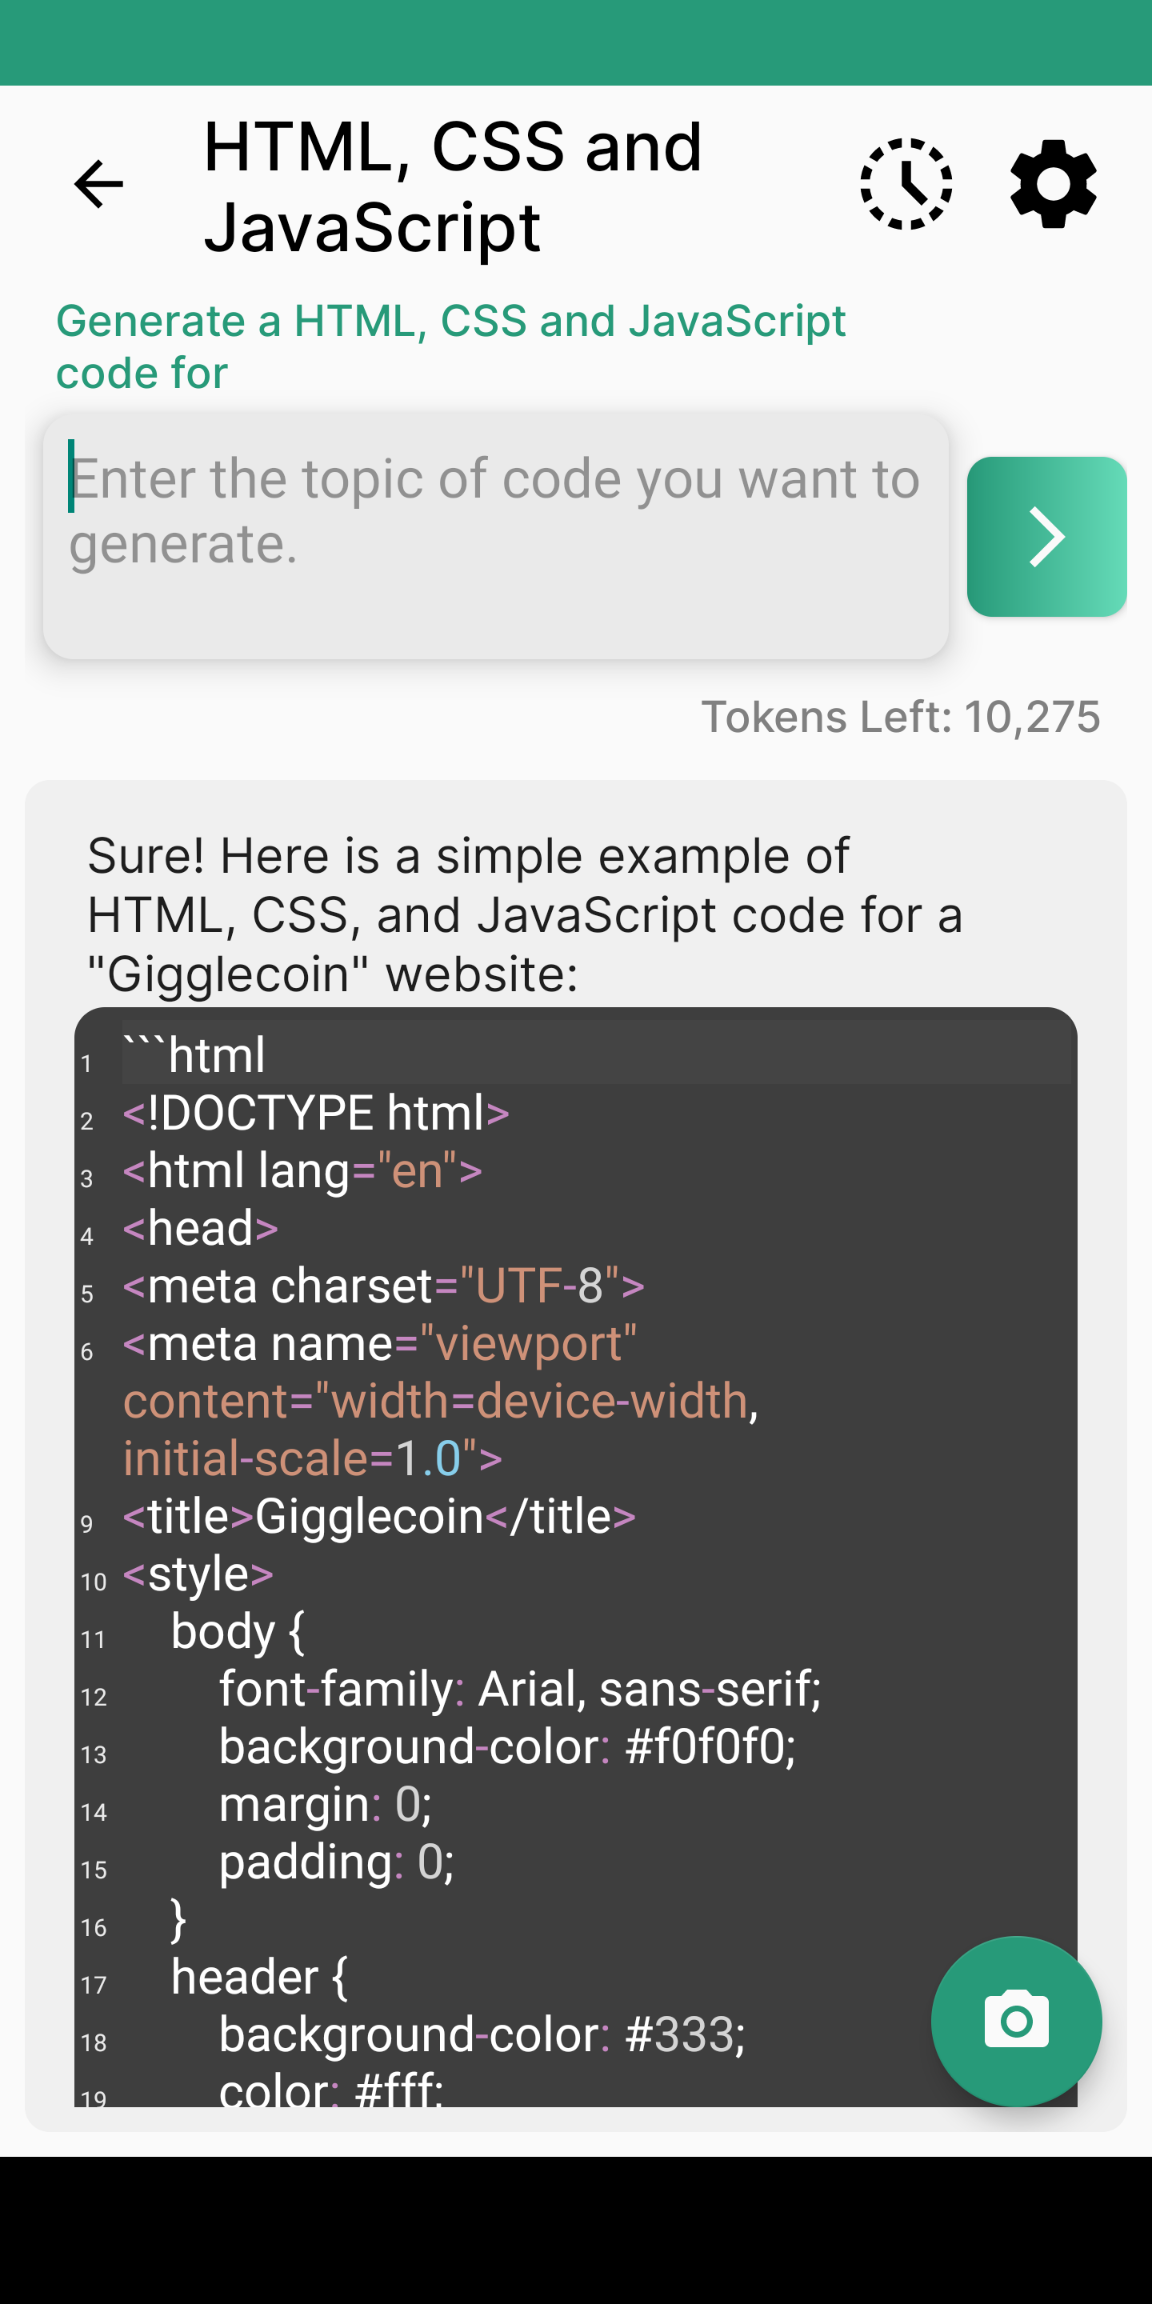 HTML, CSS and
JavaScript
Generate a HTML, CSS and JavaScript
code for
Enter the topic of code you want to
generate.
Tokens Left: 10,275
Sure! Here is a simple example of
HTML, CSS, and JavaScript code for a
"Gigglecoin" website:
1 ```html
2 <!DOCTYPE html>
3 <html lang="en">
4 <head>
5 <meta charset="UTF-8">
6 <meta name="viewport"
content="width=device-width,
initial-scale=1.0">
9 <title>Gigglecoin</title>
10 <style>
11 body {
12 font-family: Arial, sans-serif;
13 background-color: #f0f0f0;
14 margin: 0;
15 padding: 0;
16 }
17 header {
18 background-color: #333;
19 color: #fff;